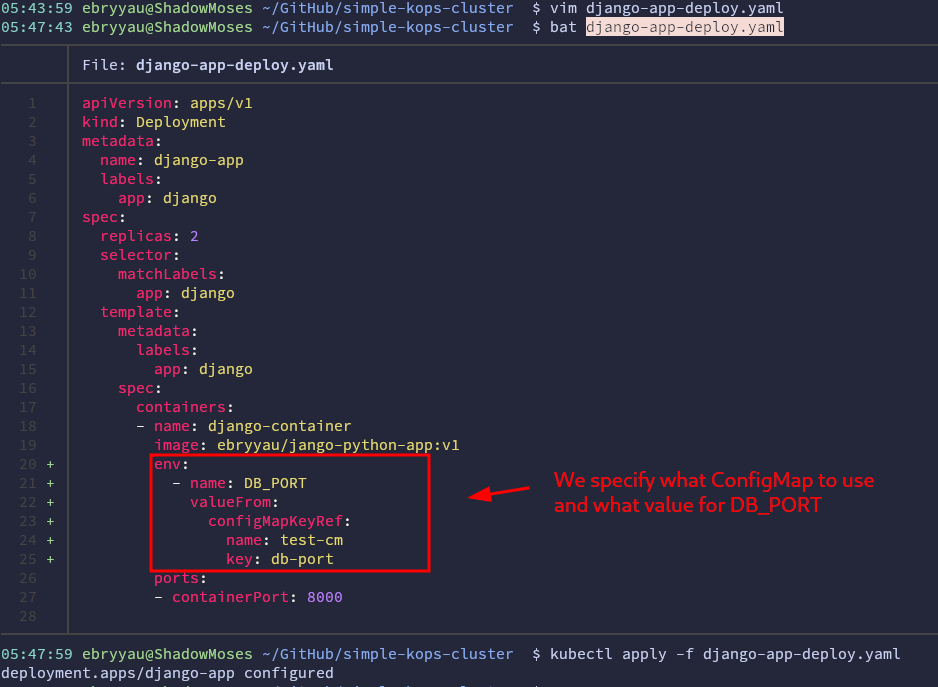 05:43:59 ebryyau@ShadowMoses ~/GitHub/simple-kops-cluster $ vim django-app-deploy.yaml
05:47:43 ebryyau@ShadowMoses ~/GitHub/simple-kops-cluster $ bat django-app-deploy.yaml
File: django-app-deploy.yaml
1 apiVersion: apps/v1
2 kind: Deployment
3 metadata:
4   name: django-app
5   labels:
6     app: django
7 spec:
8   replicas: 2
9   selector:
10     matchLabels:
11       app: django
12   template:
13     metadata:
14       labels:
15         app: django
16     spec:
17       containers:
18       - name: django-container
19         image: ebryyau/jango-python-app:v1
20 +         env:
21 +           - name: DB_PORT
22 +             valueFrom:
23 +               configMapKeyRef:
24 +                 name: test-cm
25 +                 key: db-port
26         ports:
27         - containerPort: 8000
28
We specify what ConfigMap to use
and what value for DB_PORT
05:47:59 ebryyau@ShadowMoses ~/GitHub/simple-kops-cluster $ kubectl apply -f django-app-deploy.yaml
deployment.apps/django-app configured